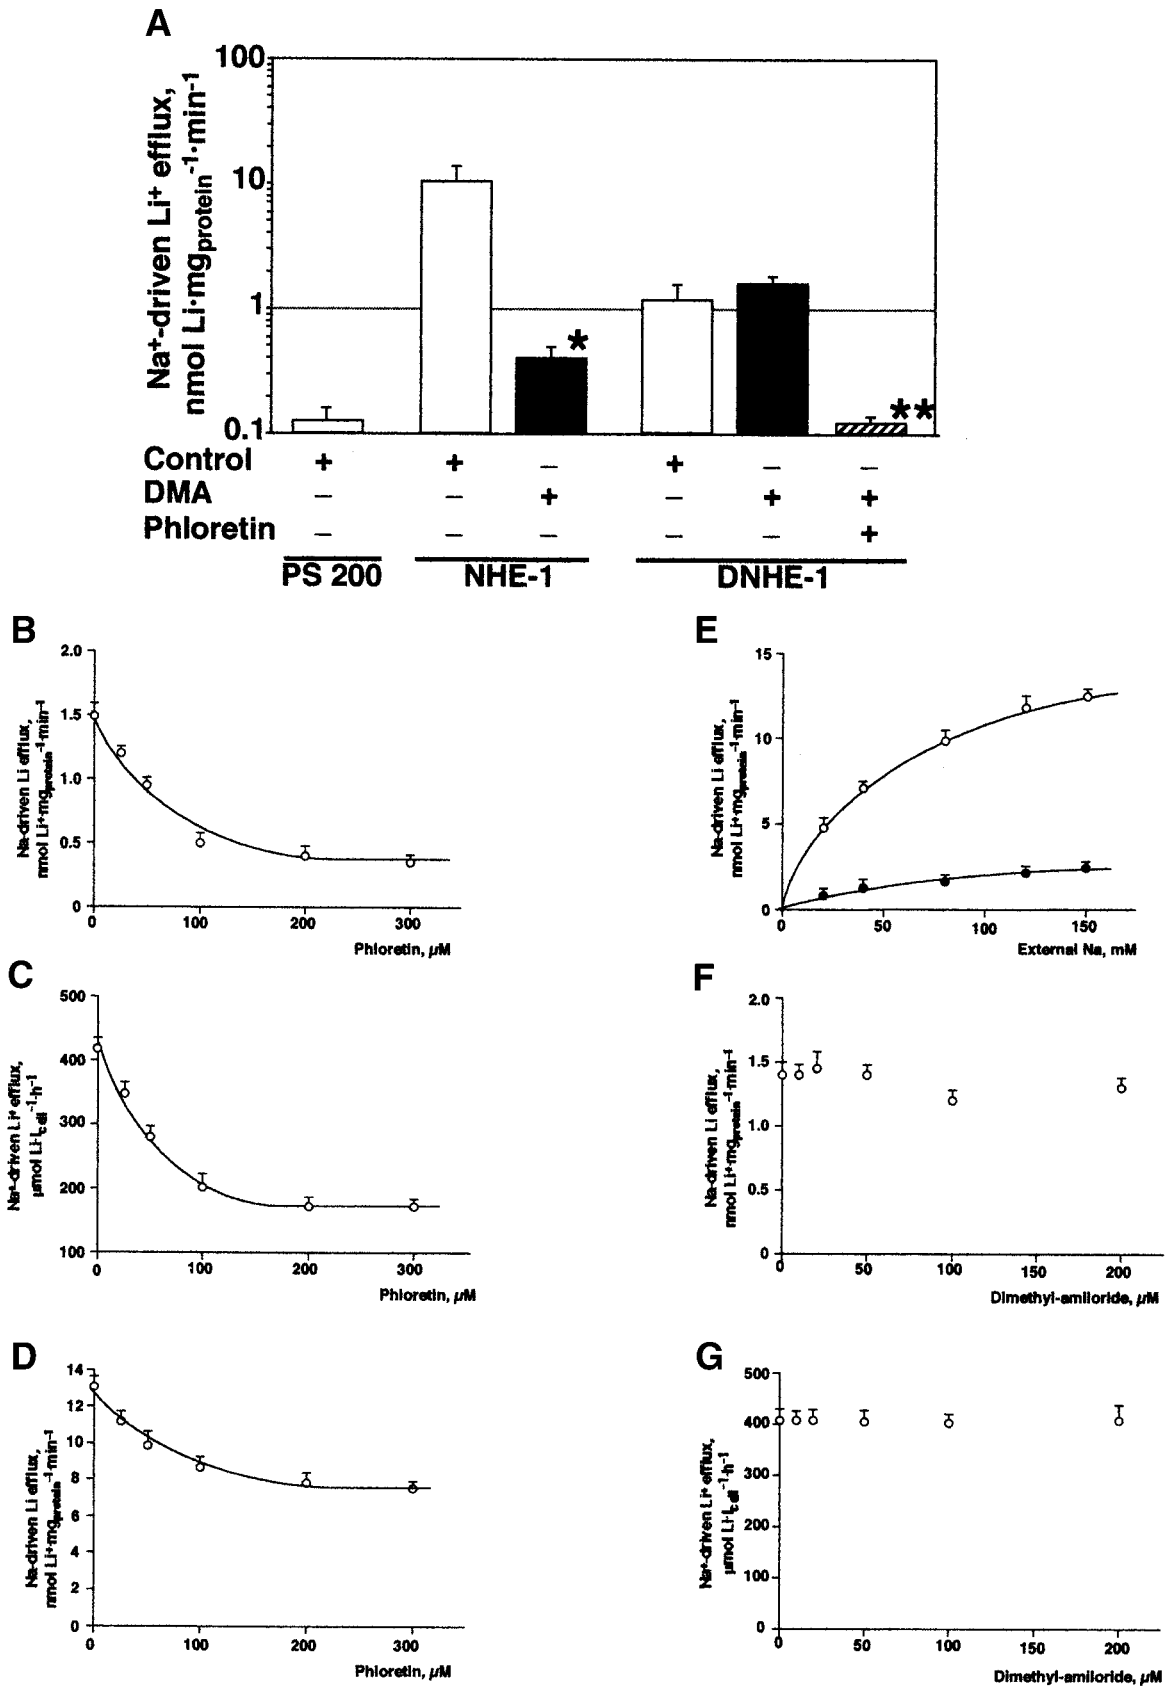 A
Na⁺-driven Li⁺ efflux,
nmol Li·mgprotein⁻¹·min⁻¹
100
10
1
0.1
Control + + – + – –
DMA – – + – + +
Phloretin – – – – – +
* **
PS 200 NHE-1 DNHE-1
B
Na-driven Li efflux,
nmol Li⁺·mgprotein⁻¹·min⁻¹
2.0
1.5
1.0
0.5
0
0 100 200 300
Phloretin, µM
C
Na⁺-driven Li⁺ efflux,
µmol Li·Lcell⁻¹·h⁻¹
500
400
300
200
100
0 100 200 300
Phloretin, µM
D
Na-driven Li efflux,
nmol Li⁺·mgprotein⁻¹·min⁻¹
14
12
10
8
6
4
2
0
0 100 200 300
Phloretin, µM
E
Na-driven Li efflux,
nmol Li⁺·mgprotein⁻¹·min⁻¹
15
10
5
0
0 50 100 150
External Na, mM
F
Na-driven Li efflux,
nmol Li⁺·mgprotein⁻¹·min⁻¹
2.0
1.5
1.0
0.5
0
0 50 100 150 200
Dimethyl-amiloride, µM
G
Na⁺-driven Li⁺ efflux,
µmol Li·Lcell⁻¹·h⁻¹
500
400
300
200
100
0
0 50 100 150 200
Dimethyl-amiloride, µM